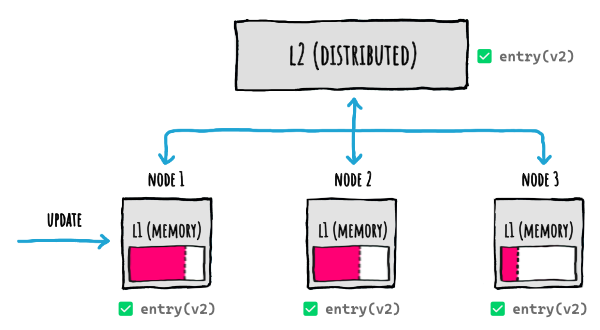 L2 (DISTRIBUTED)
✅ entry(v2)
NODE 1
NODE 2
NODE 3
UPDATE
L1 (MEMORY)
L1 (MEMORY)
L1 (MEMORY)
✅ entry(v2)
✅ entry(v2)
✅ entry(v2)